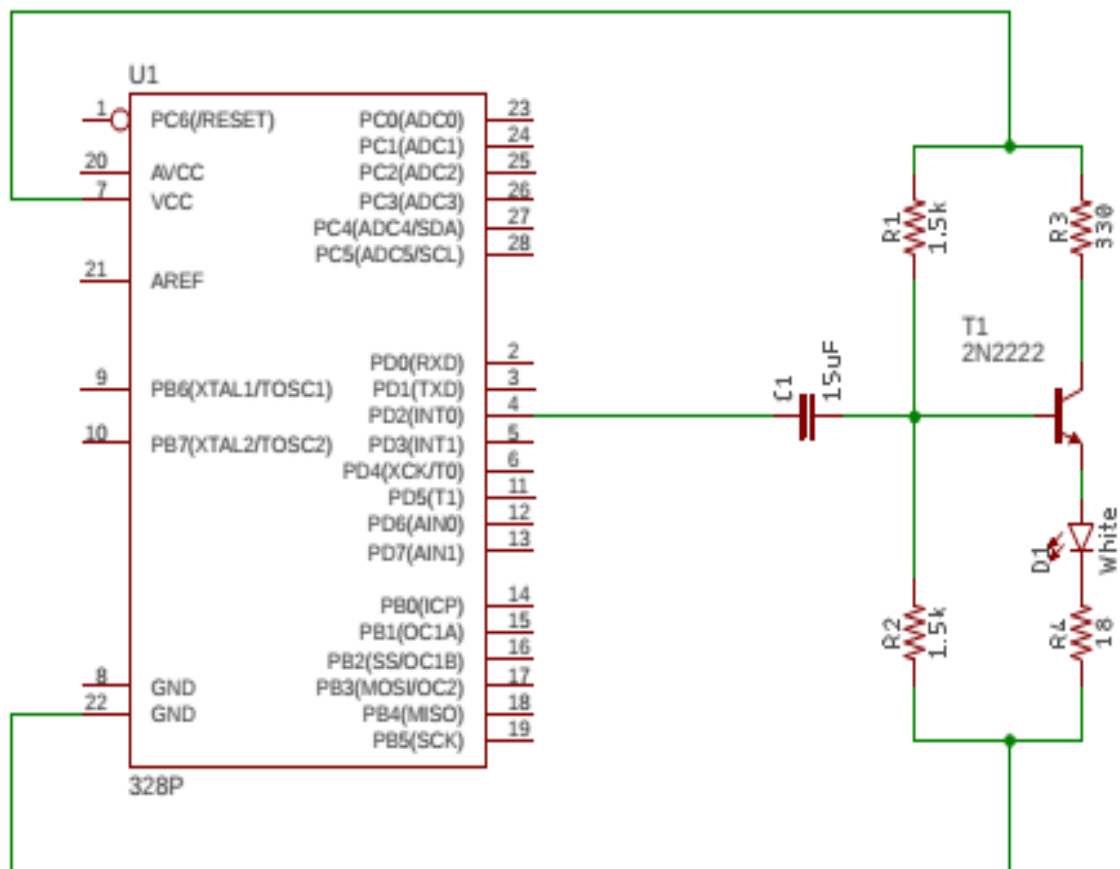 U1
1 PC6(/RESET)
20 AVCC
7 VCC
21 AREF
9 PB6(XTAL1/TOSC1)
10 PB7(XTAL2/TOSC2)
8 GND
22 GND
PC0(ADC0) 23
PC1(ADC1) 24
PC2(ADC2) 25
PC3(ADC3) 26
PC4(ADC4/SDA) 27
PC5(ADC5/SCL) 28
PD0(RXD) 2
PD1(TXD) 3
PD2(INT0) 4
PD3(INT1) 5
PD4(XCK/T0) 6
PD5(T1) 11
PD6(AIN0) 12
PD7(AIN1) 13
PB0(ICP) 14
PB1(OC1A) 15
PB2(SS/OC1B) 16
PB3(MOSI/OC2) 17
PB4(MISO) 18
PB5(SCK) 19
328P
C1
15uF
R1
1.5k
R3
330
T1
2N2222
D1
White
R2
1.5k
R4
18